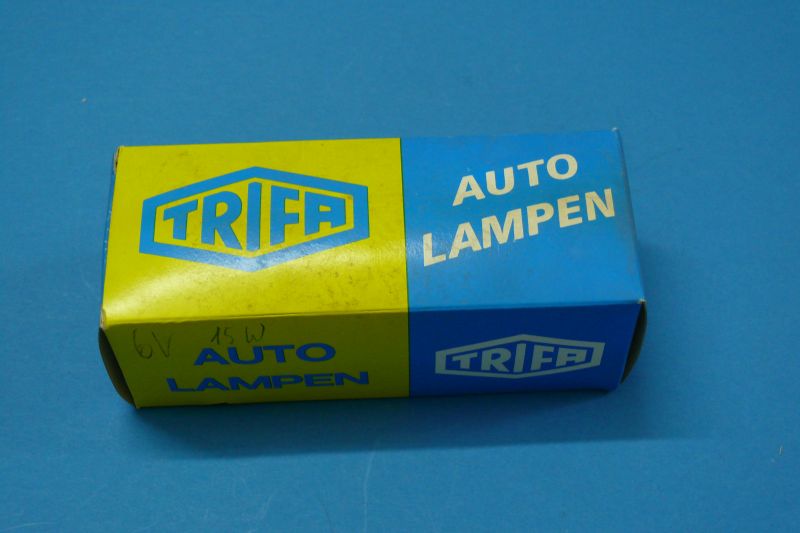 TRIFA
AUTO
LAMPEN
6V 15W
AUTO
LAMPEN
TRIFA